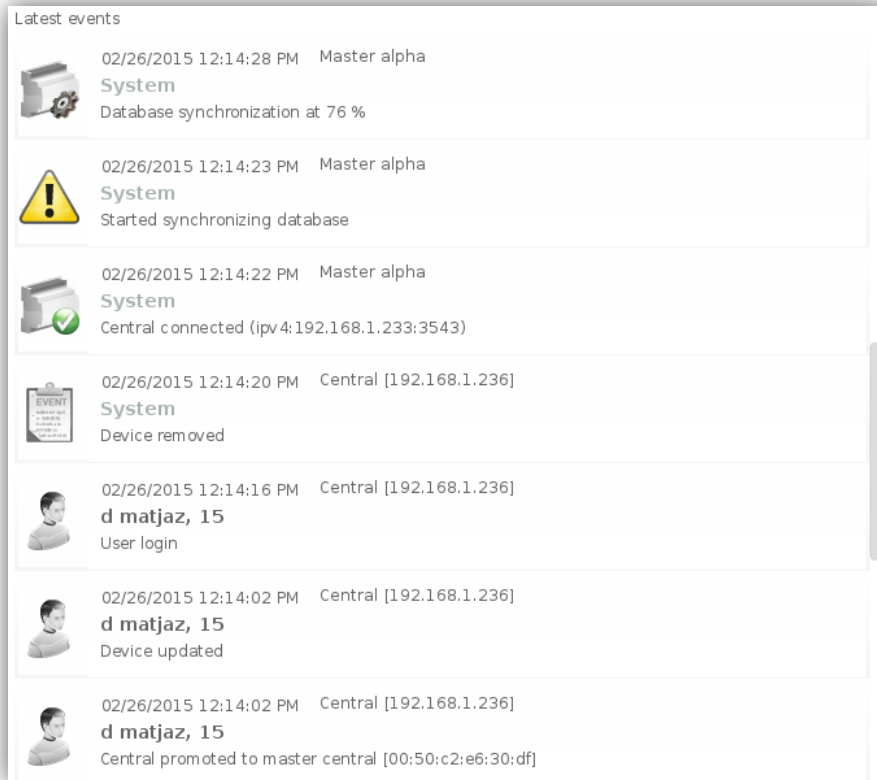 Latest events
02/26/2015 12:14:28 PM Master alpha
System
Database synchronization at 76 %
02/26/2015 12:14:23 PM Master alpha
System
Started synchronizing database
02/26/2015 12:14:22 PM Master alpha
System
Central connected (ipv4:192.168.1.233:3543)
02/26/2015 12:14:20 PM Central [192.168.1.236]
EVENT
System
Device removed
02/26/2015 12:14:16 PM Central [192.168.1.236]
d matjaz, 15
User login
02/26/2015 12:14:02 PM Central [192.168.1.236]
d matjaz, 15
Device updated
02/26/2015 12:14:02 PM Central [192.168.1.236]
d matjaz, 15
Central promoted to master central [00:50:c2:e6:30:df]